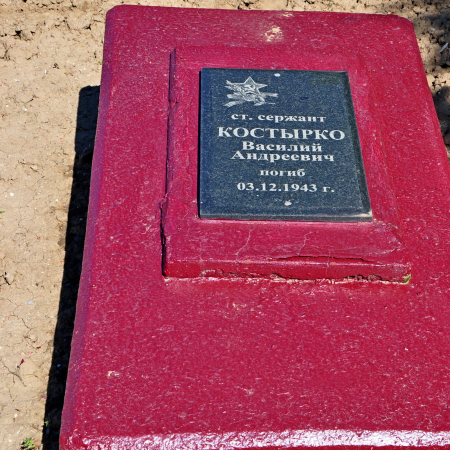 ст. сержант
КОСТЫРКО
Василий
Андреевич
погиб
03.12.1943 г.